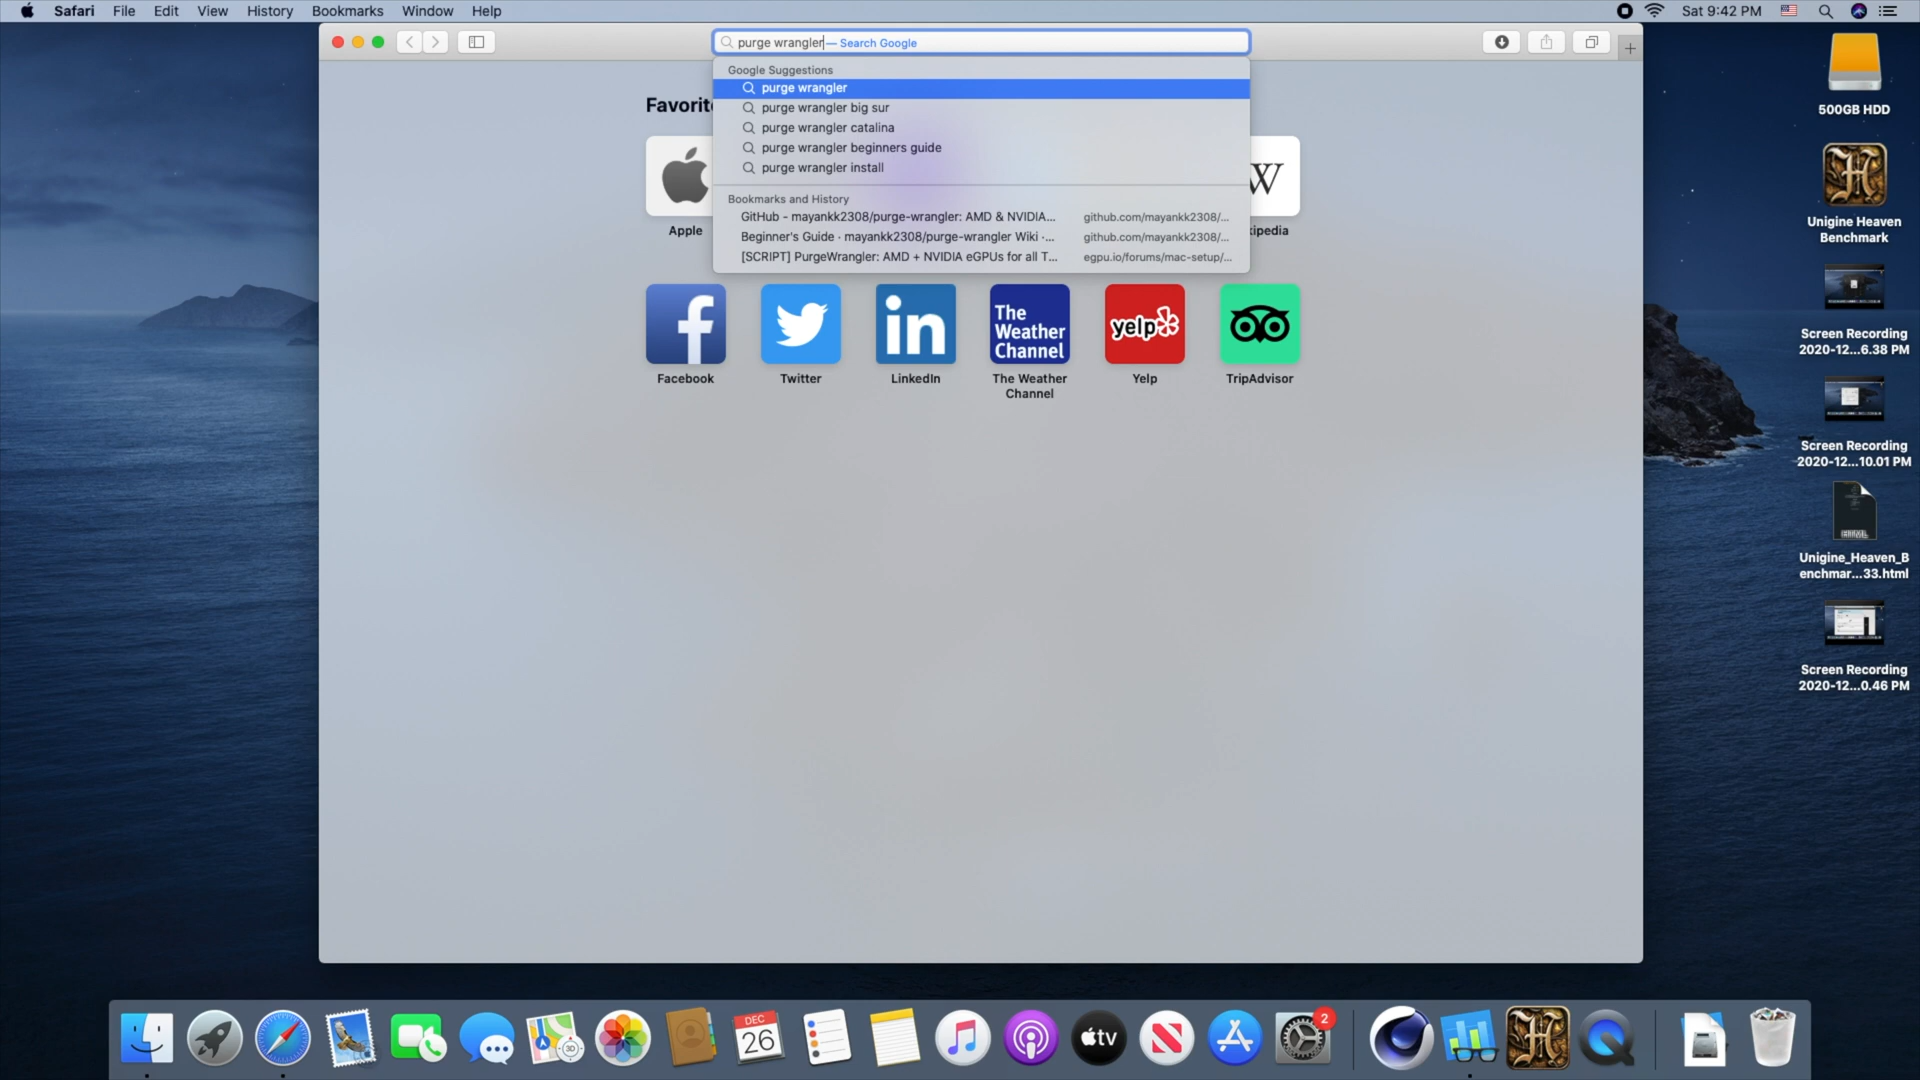 Safari File Edit View History Bookmarks Window Help
Sat 9:42 PM
purge wrangler — Search Google
Google Suggestions
purge wrangler
purge wrangler big sur
purge wrangler catalina
purge wrangler beginners guide
purge wrangler install
Bookmarks and History
GitHub - mayankk2308/purge-wrangler: AMD & NVIDIA... github.com/mayankk2308/...
Beginner's Guide · mayankk2308/purge-wrangler Wiki ·... github.com/mayankk2308/...
[SCRIPT] PurgeWrangler: AMD + NVIDIA eGPUs for all T... egpu.io/forums/mac-setup/...
Favorit
W
Apple
kipedia
f
in
The
Weather
Channel
yelp
Facebook
Twitter
LinkedIn
The Weather
Channel
Yelp
TripAdvisor
500GB HDD
Unigine Heaven
Benchmark
Screen Recording
2020-12...6.38 PM
Screen Recording
2020-12...10.01 PM
HTML
Unigine_Heaven_B
enchmar...33.html
Screen Recording
2020-12...0.46 PM
3D
DEC
26
tv
2